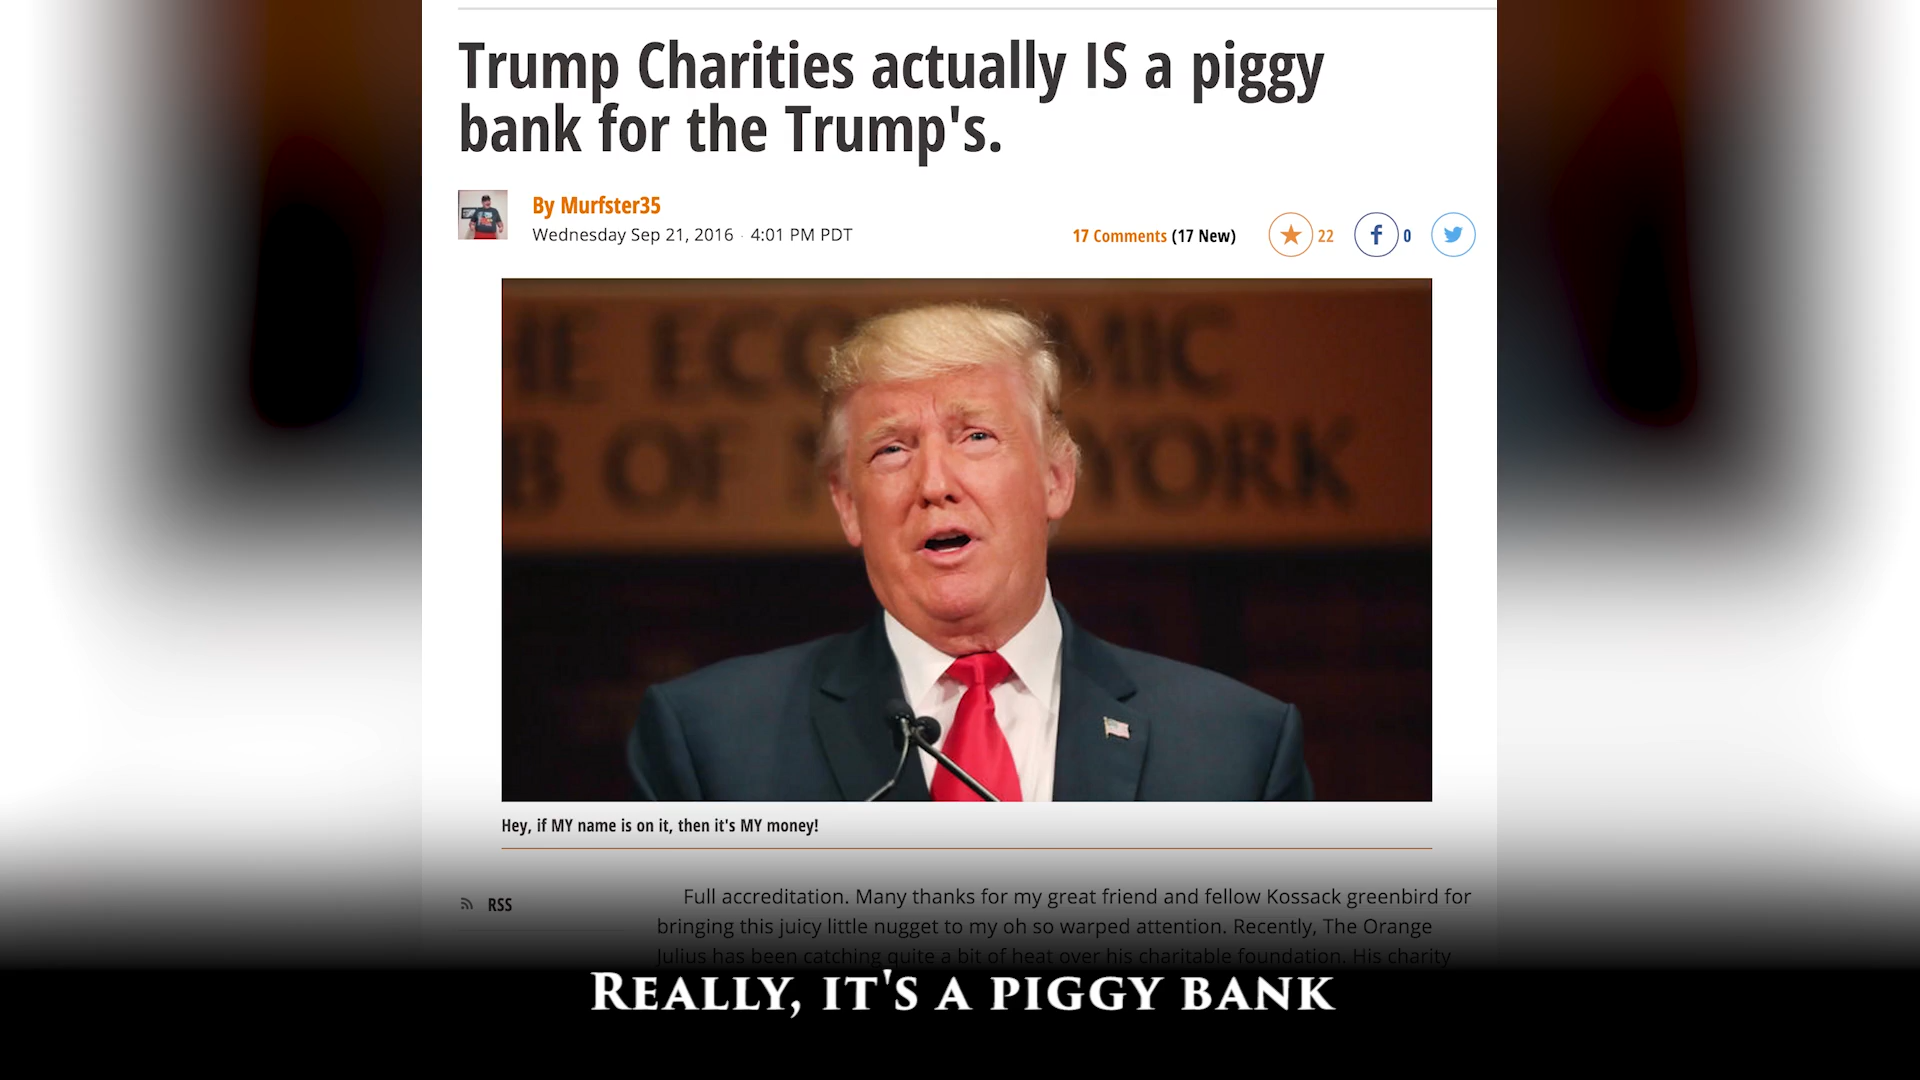 Trump Charities actually IS a piggy
bank for the Trump's.
By Murfster35
Wednesday Sep 21, 2016 · 4:01 PM PDT
17 Comments (17 New)
22
f 0
HE ECONOMIC
B OF YORK
Hey, if MY name is on it, then it's MY money!
RSS
Full accreditation. Many thanks for my great friend and fellow Kossack greenbird for
bringing this juicy little nugget to my oh so warped attention. Recently, The Orange
Julius has been catching quite a bit of heat over his charitable foundation. His charity
REALLY, IT'S A PIGGY BANK